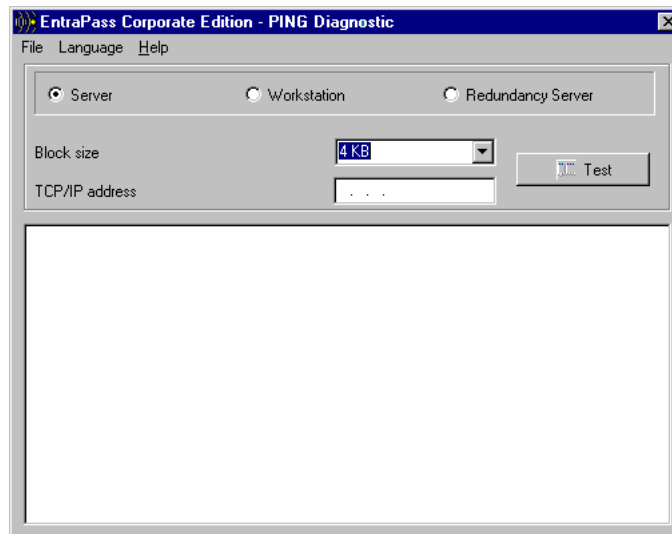 EntraPass Corporate Edition - PING Diagnostic
File Language Help
Server Workstation Redundancy Server
Block size 4 KB
Test
TCP/IP address . . .